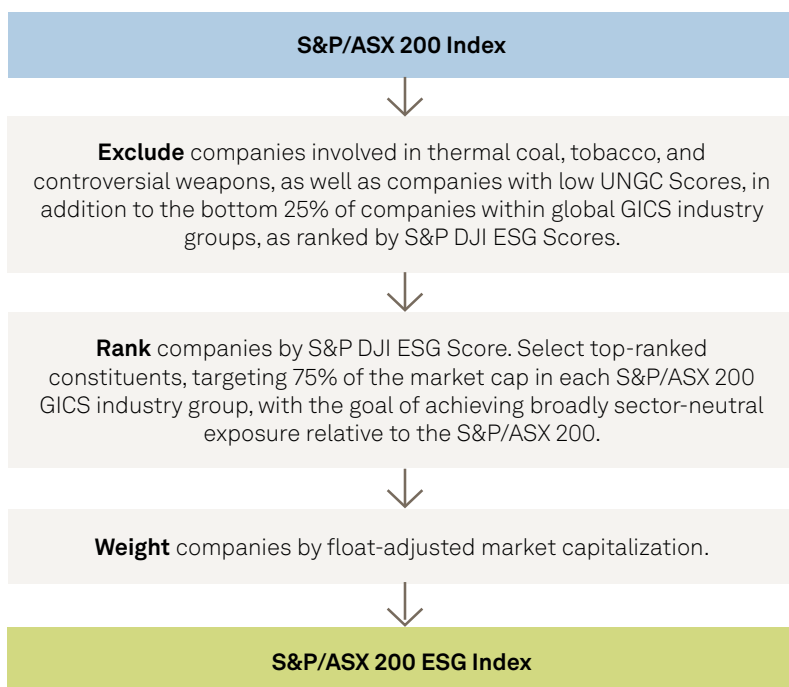 S&P/ASX 200 Index
Exclude companies involved in thermal coal, tobacco, and
controversial weapons, as well as companies with low UNGC Scores, in
addition to the bottom 25% of companies within global GICS industry
groups, as ranked by S&P DJI ESG Scores.
Rank companies by S&P DJI ESG Score. Select top-ranked
constituents, targeting 75% of the market cap in each S&P/ASX 200
GICS industry group, with the goal of achieving broadly sector-neutral
exposure relative to the S&P/ASX 200.
Weight companies by float-adjusted market capitalization.
S&P/ASX 200 ESG Index